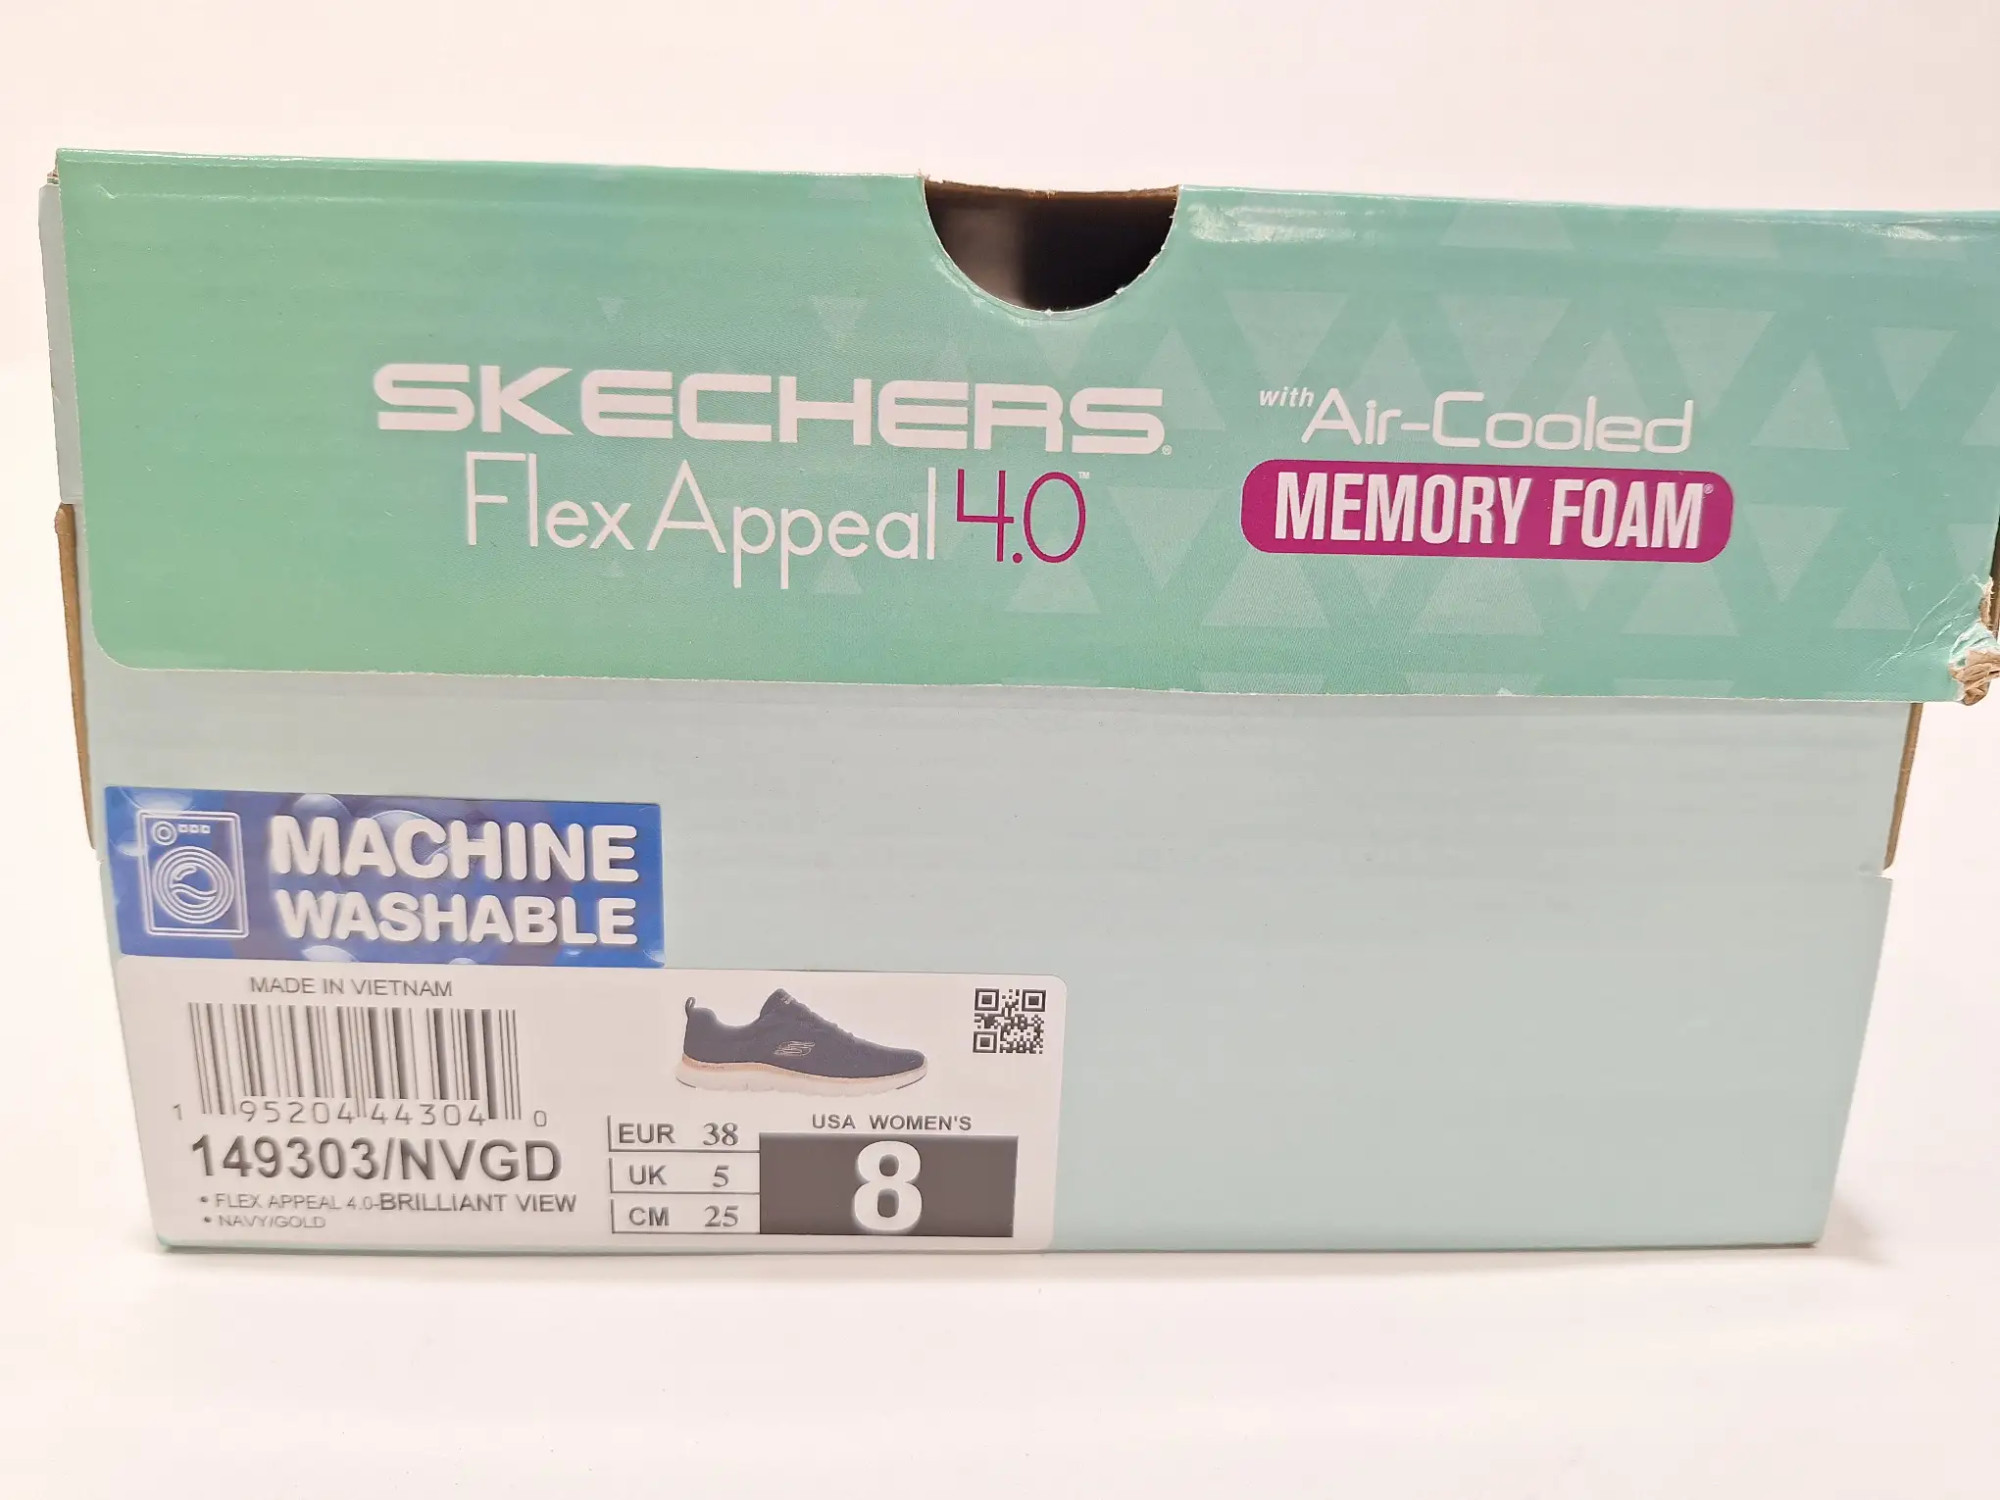 SKECHERS®
Flex Appeal 4.0™
with Air-Cooled
MEMORY FOAM®
MACHINE
WASHABLE
MADE IN VIETNAM
1 95204 44304 0
149303/NVGD
• FLEX APPEAL 4.0-BRILLIANT VIEW
• NAVY/GOLD
EUR 38
UK 5
CM 25
USA WOMEN'S
8